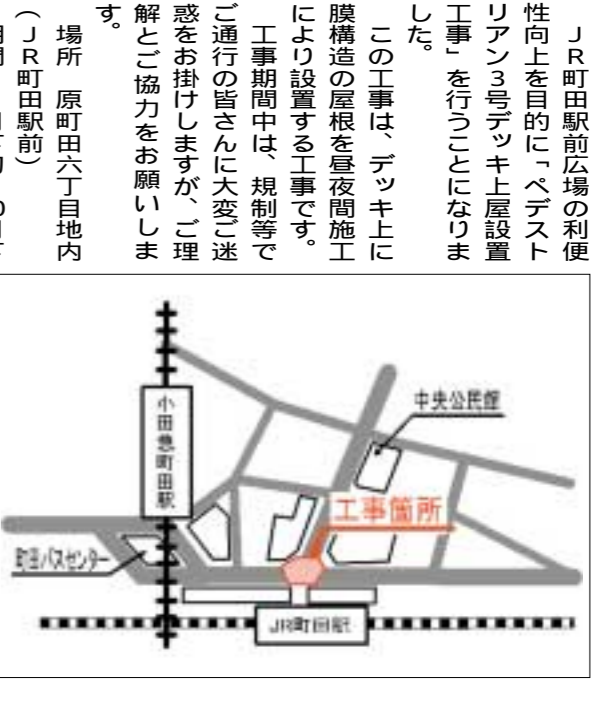 ＪＲ町田駅前広場の利便
性向上を目的に「ペデスト
リアン３号デッキ上屋設置
工事」を行うことになりま
した。
この工事は、デッキ上に
膜構造の屋根を昼夜間施工
により設置する工事です。
工事期間中は、規制等で
ご通行の皆さんに大変ご迷
惑をお掛けしますが、ご理
解とご協力をお願いしま
す。
場所　原町田六丁目地内
（ＪＲ町田駅前）
小田急町田駅
中央公民館
工事箇所
町田バスセンター
JR町田駅